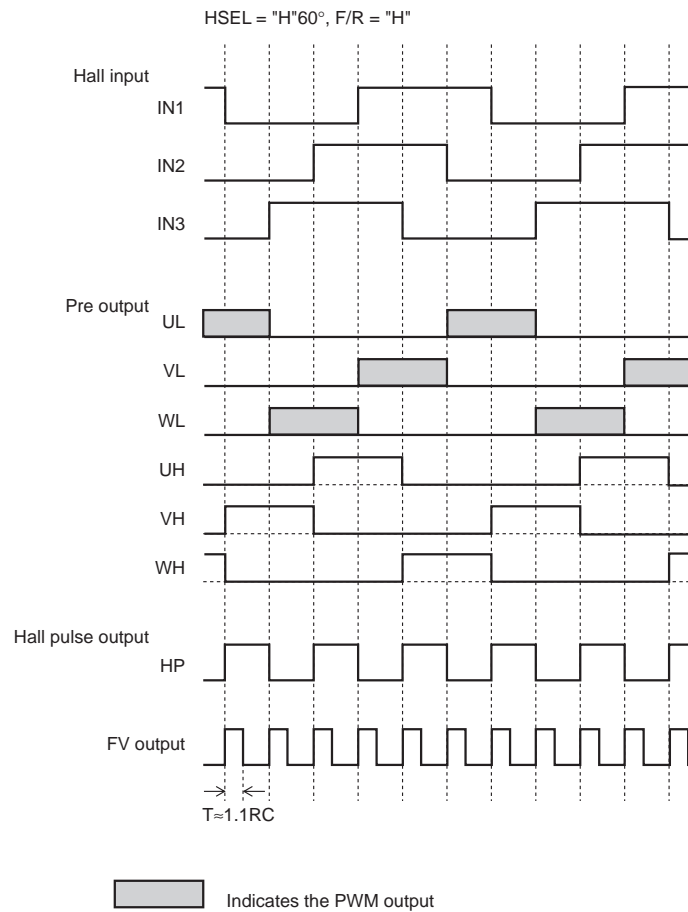 HSEL = "H"60°, F/R = "H"
Hall input
IN1
IN2
IN3
Pre output
UL
VL
WL
UH
VH
WH
Hall pulse output
HP
FV output
T≈1.1RC
Indicates the PWM output